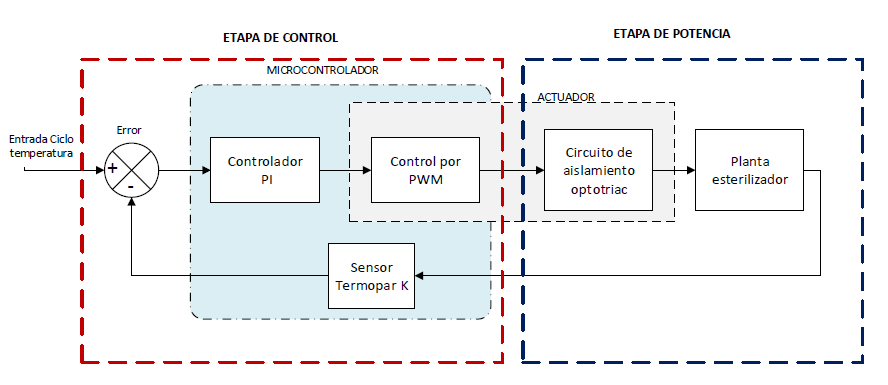 ETAPA DE CONTROL
ETAPA DE POTENCIA
MICROCONTROLADOR
ACTUADOR
Entrada Ciclo
temperatura
Error
+
-
Controlador
PI
Control por
PWM
Circuito de
aislamiento
optotriac
Planta
esterilizador
Sensor
Termopar K